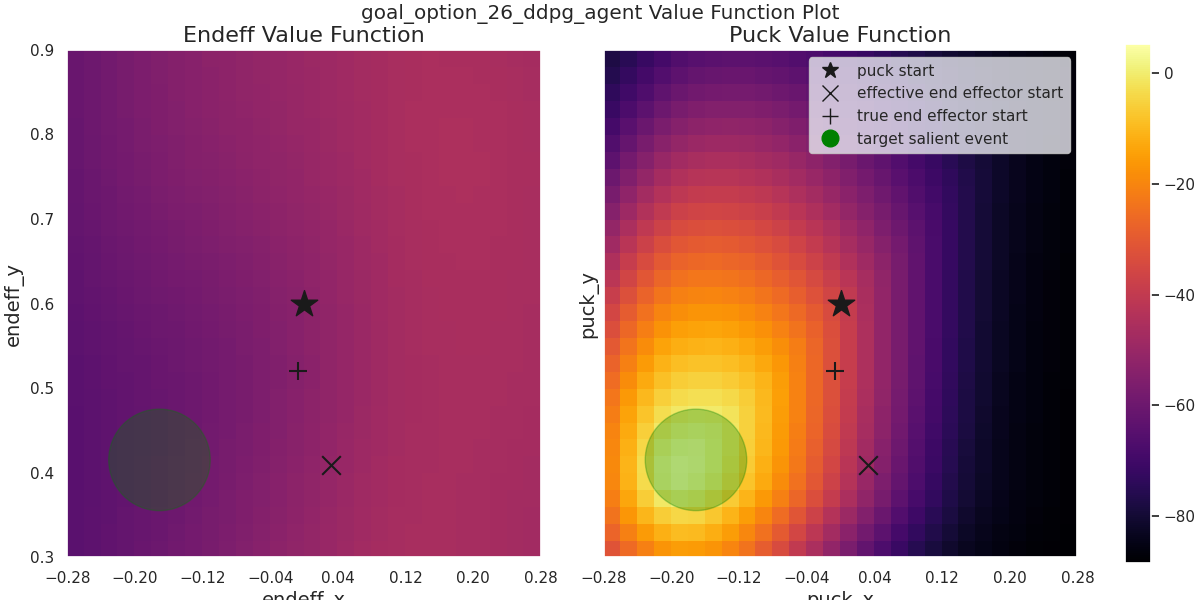 goal_option_26_ddpg_agent Value Function Plot
Endeff Value Function
Puck Value Function
puck start
effective end effector start
true end effector start
target salient event
endeff_y
0.9
0.8
0.7
0.6
0.5
0.4
0.3
−0.28 −0.20 −0.12 −0.04 0.04 0.12 0.20 0.28
endeff_x
puck_y
−0.28 −0.20 −0.12 −0.04 0.04 0.12 0.20 0.28
puck_x
0
−20
−40
−60
−80